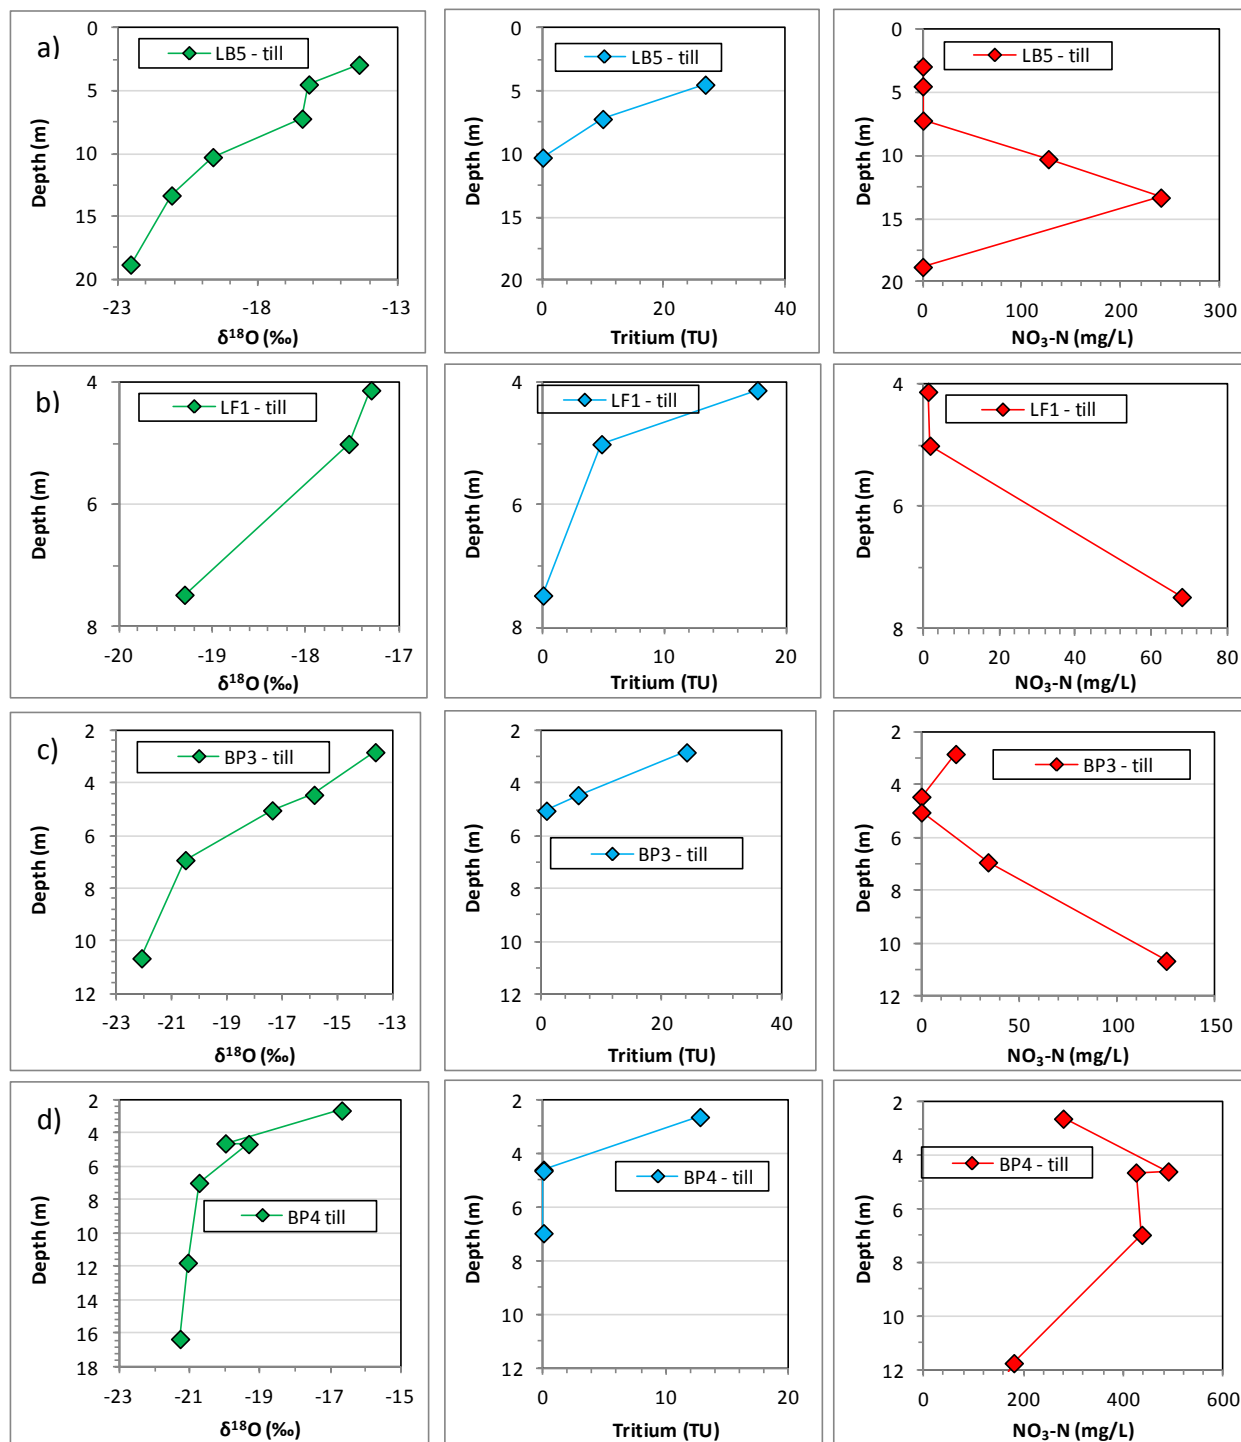 a)
LB5 - till
0
5
10
15
20
Depth (m)
-23 -18 -13
δ¹⁸O (‰)
LB5 - till
0
5
10
15
20
Depth (m)
0 20 40
Tritium (TU)
LB5 - till
0
5
10
15
20
Depth (m)
0 100 200 300
NO₃-N (mg/L)
b)
LF1 - till
4
6
8
Depth (m)
-20 -19 -18 -17
δ¹⁸O (‰)
LF1 - till
4
6
8
Depth (m)
0 10 20
Tritium (TU)
LF1 - till
4
6
8
Depth (m)
0 20 40 60 80
NO₃-N (mg/L)
c)
BP3 - till
2
4
6
8
10
12
Depth (m)
-23 -21 -19 -17 -15 -13
δ¹⁸O (‰)
BP3 - till
2
4
6
8
10
12
Depth (m)
0 20 40
Tritium (TU)
BP3 - till
2
4
6
8
10
12
Depth (m)
0 50 100 150
NO₃-N (mg/L)
d)
BP4 till
2
4
6
8
10
12
14
16
18
Depth (m)
-23 -21 -19 -17 -15
δ¹⁸O (‰)
BP4 - till
2
4
6
8
10
12
Depth (m)
0 10 20
Tritium (TU)
BP4 - till
2
4
6
8
10
12
Depth (m)
0 200 400 600
NO₃-N (mg/L)